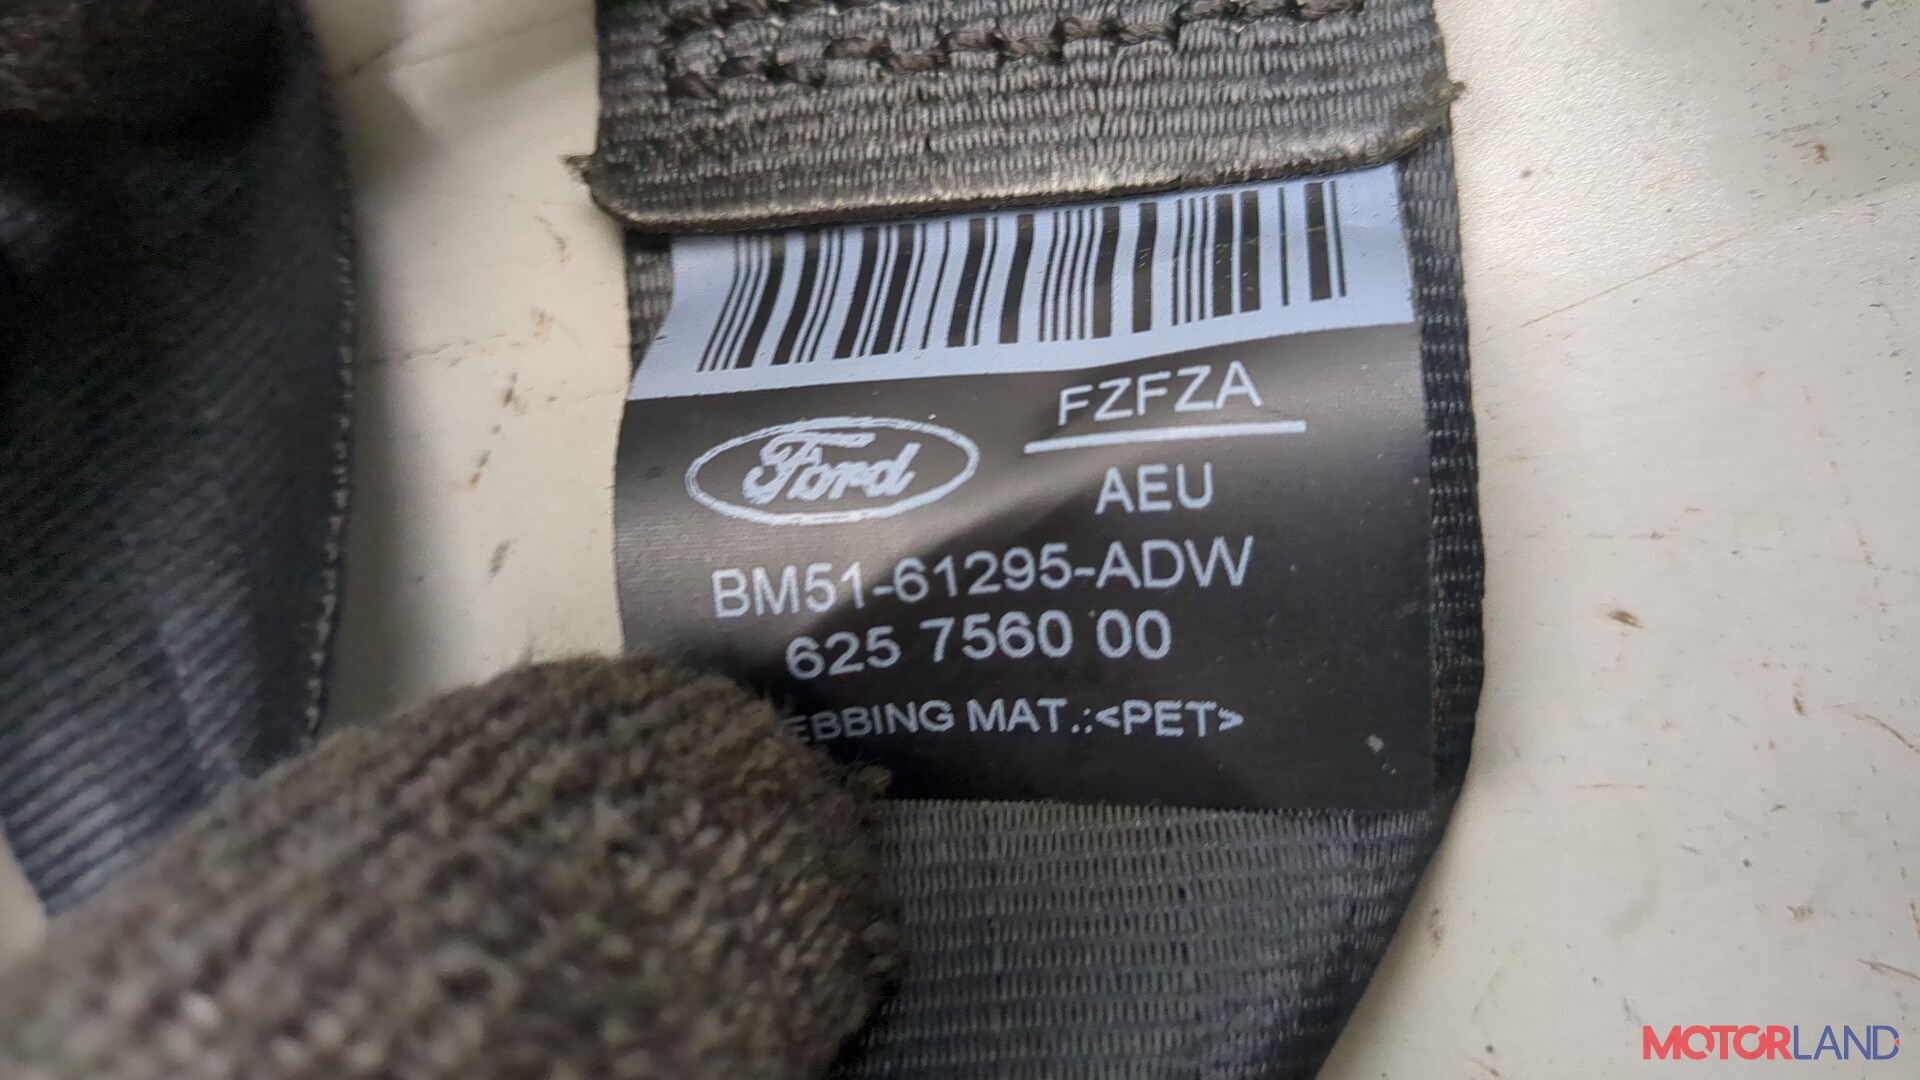 FZFZA
Ford
AEU
BM51-61295-ADW
625 7560 00
EBBING MAT.:<PET>
MOTORLAND